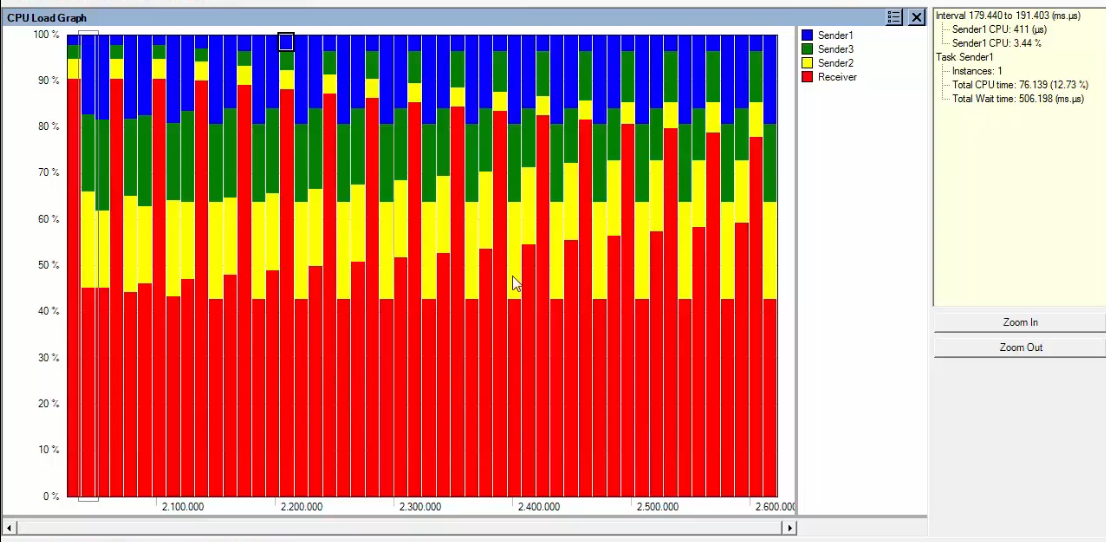 CPU Load Graph
100 %
90 %
80 %
70 %
60 %
50 %
40 %
30 %
20 %
10 %
0 %
2.100.000
2.200.000
2.300.000
2.400.000
2.500.000
2.600.000
Sender1
Sender3
Sender2
Receiver
Interval 179.440 to 191.403 (ms.µs)
Sender1 CPU: 411 (µs)
Sender1 CPU: 3.44 %
Task Sender1
Instances: 1
Total CPU time: 76.139 (12.73 %)
Total Wait time: 506.198 (ms.µs)
Zoom In
Zoom Out